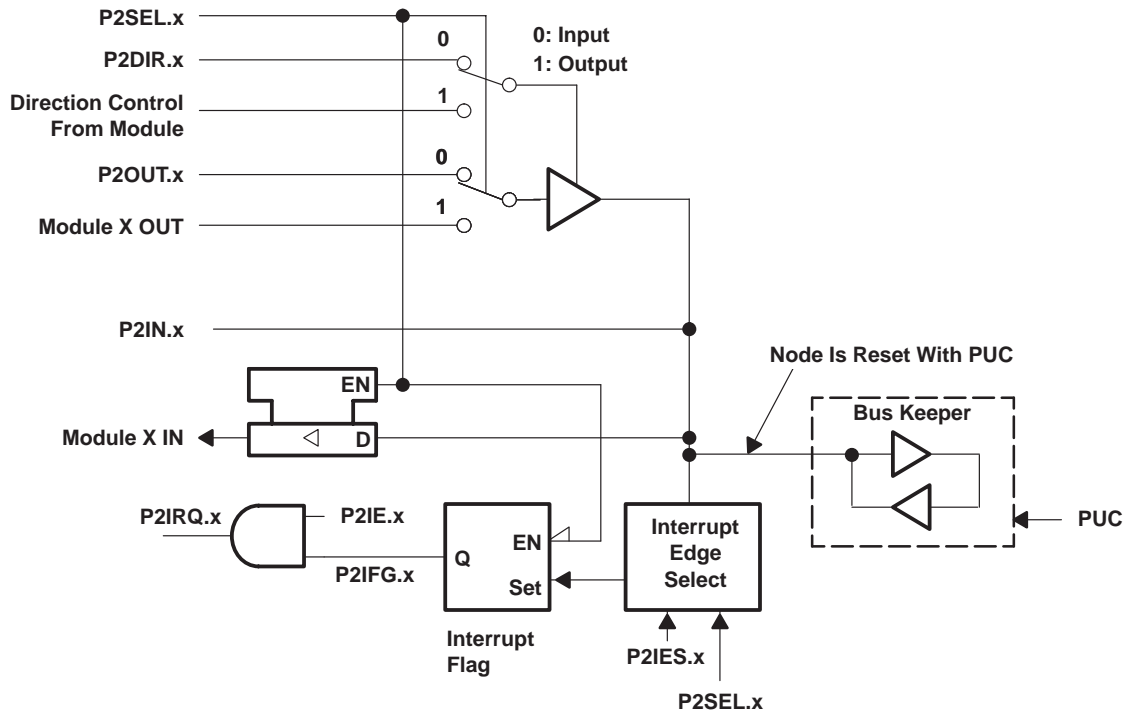 P2SEL.x
0
0: Input
1: Output
P2DIR.x
Direction Control
From Module
1
0
P2OUT.x
1
Module X OUT
P2IN.x
Node Is Reset With PUC
EN
Bus Keeper
Module X IN
D
P2IRQ.x
P2IE.x
PUC
EN
Interrupt
Edge
Select
Q
P2IFG.x
Set
Interrupt
Flag
P2IES.x
P2SEL.x